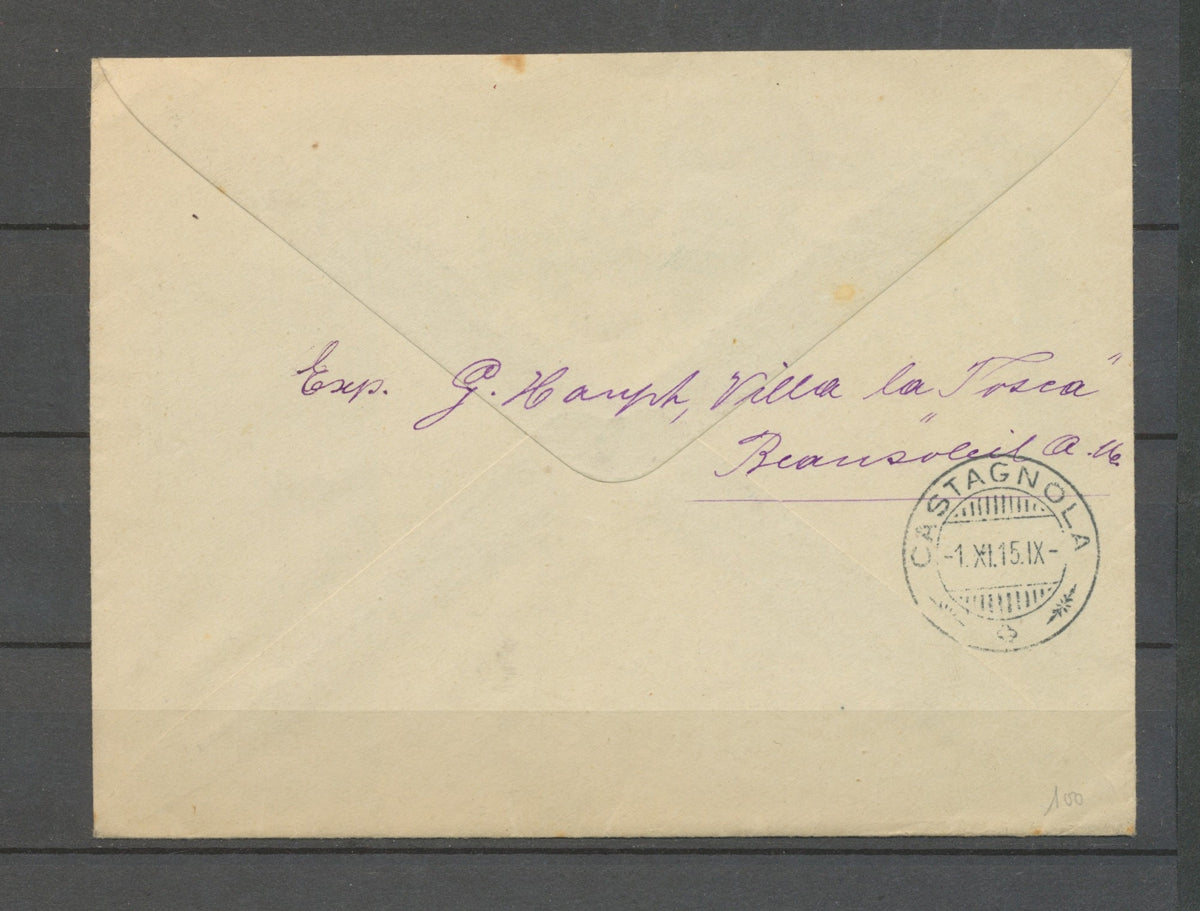 Exp. G. Haupt, Villa la "Tosca"
Beausoleil A. M.
CASTAGNOLA
-1.XI.15.IX-
100